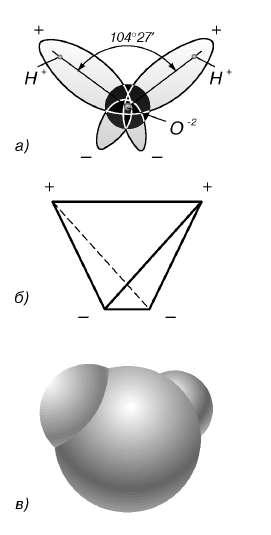 + 104°27′ +
H⁺ H⁺
O⁻²
− −
а)
+ +
б)
− −
в)